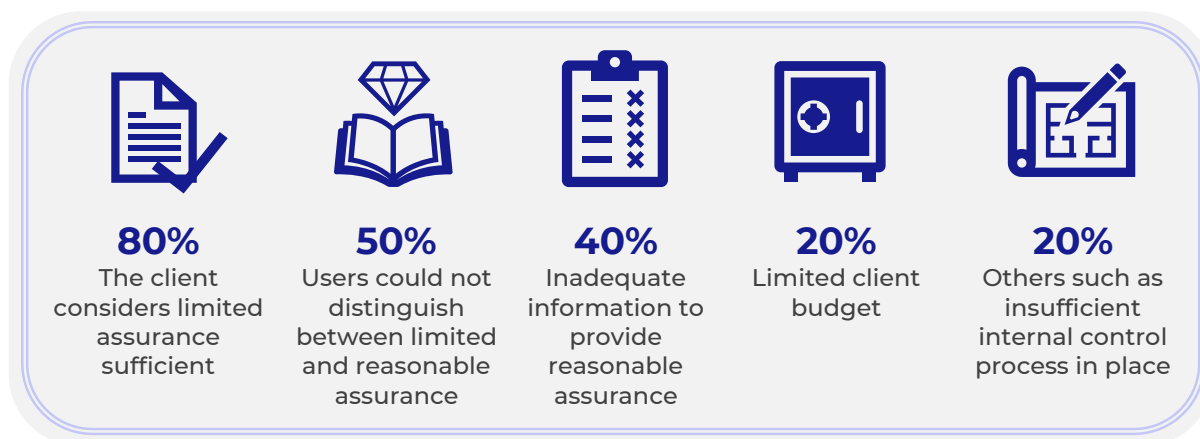 80%
The client
considers limited
assurance
sufficient
50%
Users could not
distinguish
between limited
and reasonable
assurance
40%
Inadequate
information to
provide
reasonable
assurance
20%
Limited client
budget
20%
Others such as
insufficient
internal control
process in place